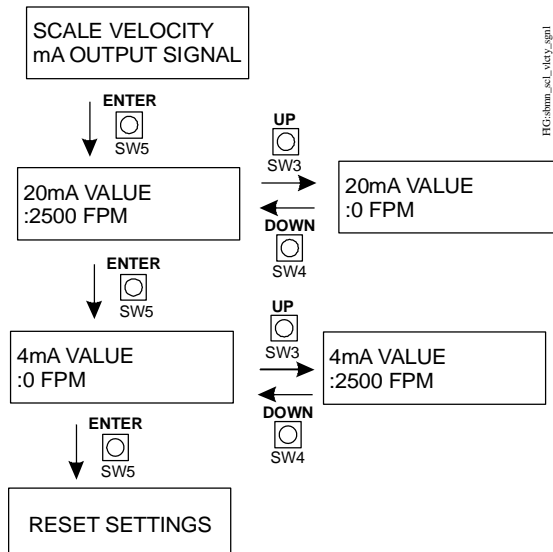 SCALE VELOCITY
mA OUTPUT SIGNAL
ENTER
SW5
20mA VALUE
:2500 FPM
UP
SW3
DOWN
SW4
20mA VALUE
:0 FPM
ENTER
SW5
4mA VALUE
:0 FPM
UP
SW3
DOWN
SW4
4mA VALUE
:2500 FPM
ENTER
SW5
RESET SETTINGS